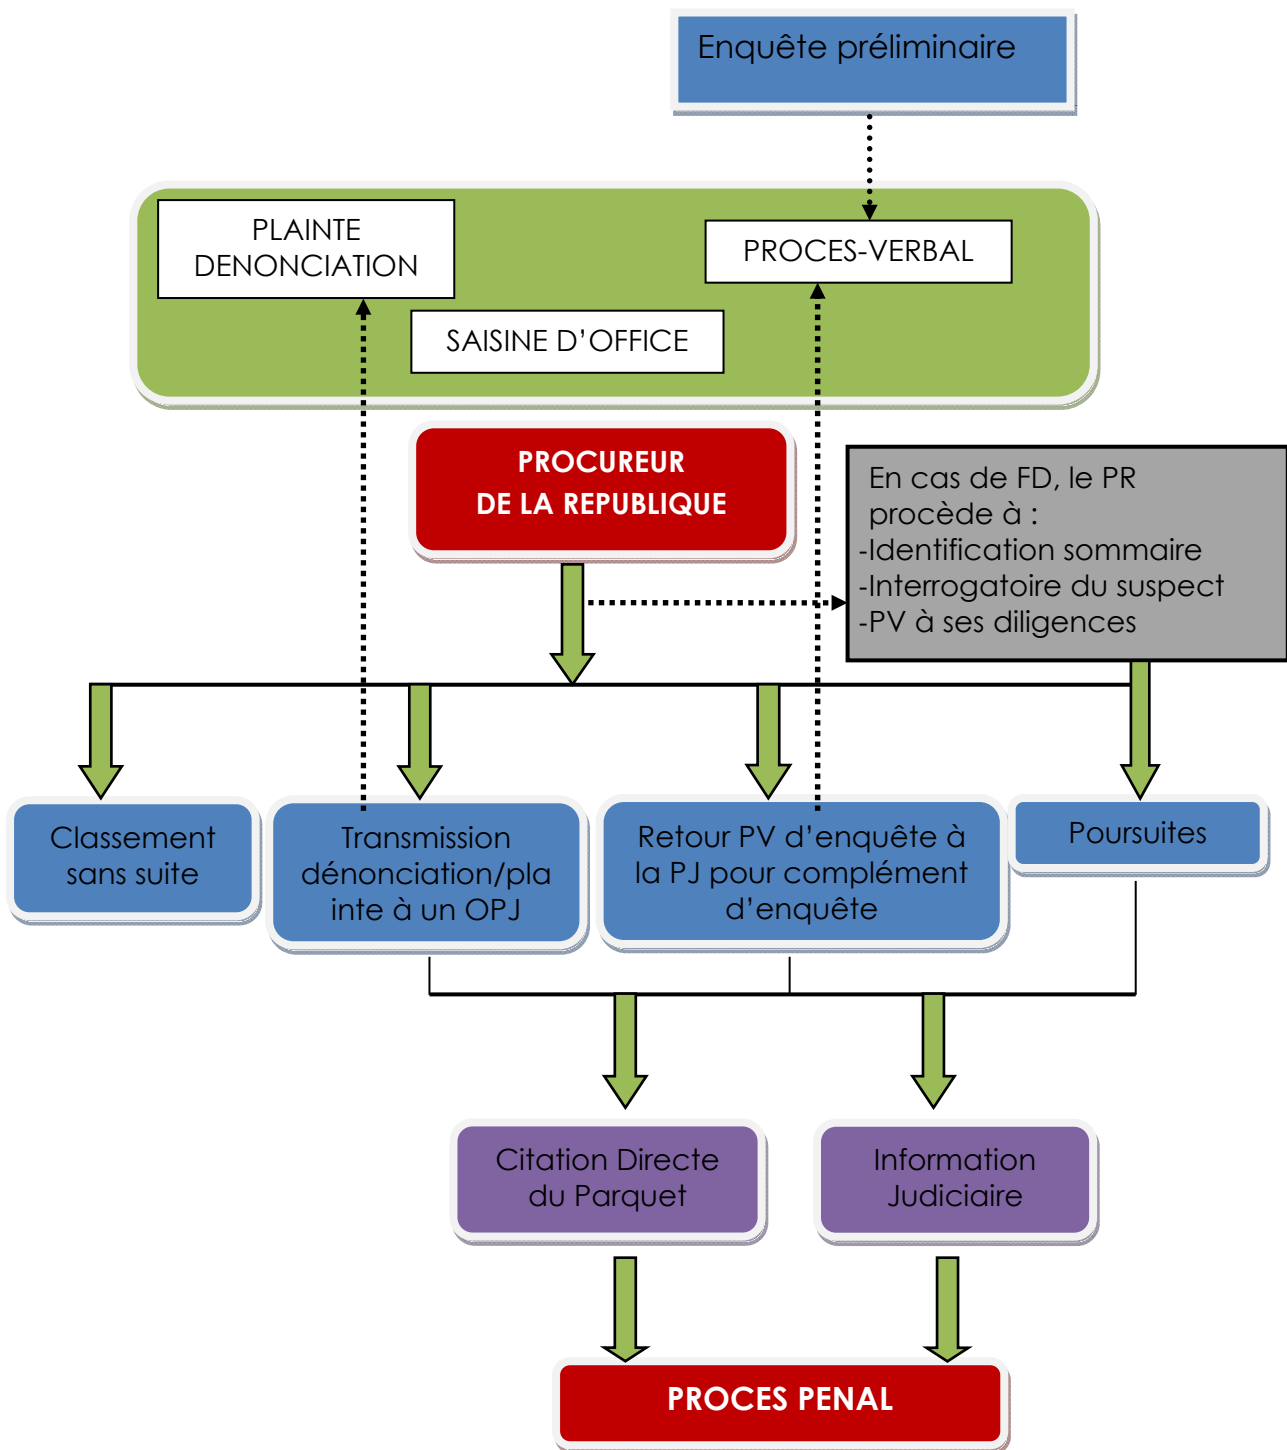 Enquête préliminaire
PLAINTE
DENONCIATION
PROCES-VERBAL
SAISINE D’OFFICE
PROCUREUR
DE LA REPUBLIQUE
En cas de FD, le PR
procède à :
-Identification sommaire
-Interrogatoire du suspect
-PV à ses diligences
Classement
sans suite
Transmission
dénonciation/pla
inte à un OPJ
Retour PV d’enquête à
la PJ pour complément
d’enquête
Poursuites
Citation Directe
du Parquet
Information
Judiciaire
PROCES PENAL